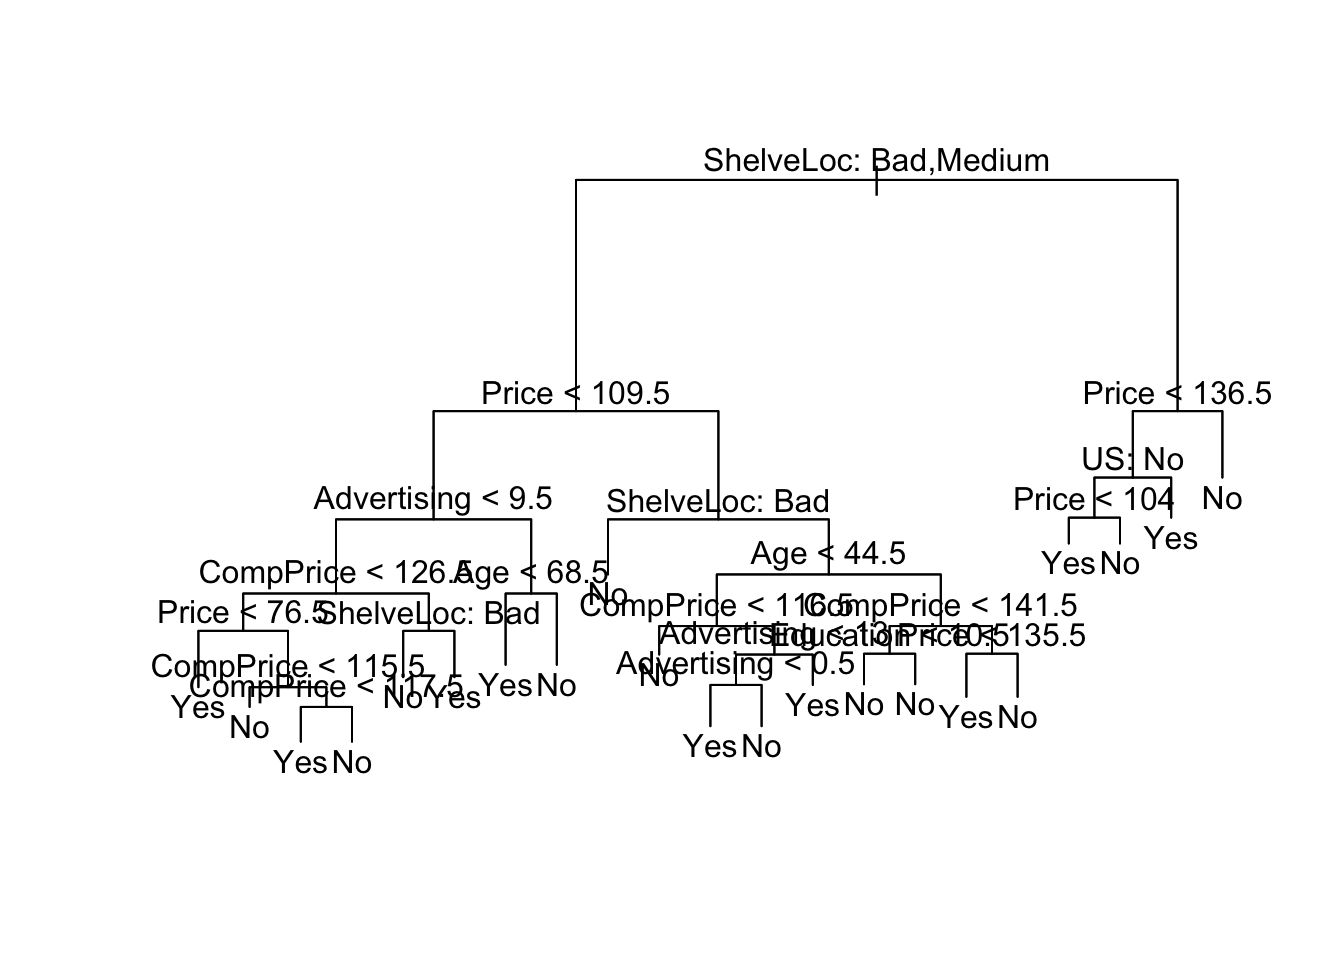 ShelveLoc: Bad,Medium
Price < 109.5
Price < 136.5
US: No
Advertising < 9.5
ShelveLoc: Bad
Price < 104
No
Yes
Age < 44.5
Yes
No
CompPrice < 126.5
Age < 68.5
No
CompPrice < 116.5
CompPrice < 141.5
Price < 76.5
ShelveLoc: Bad
Advertising < 13
Education < 10.5
Price < 135.5
CompPrice < 115.5
Advertising < 0.5
No
CompPrice < 117.5
Yes
No
No
Yes
Yes
No
Yes
No
No
Yes
No
Yes
No
Yes
No